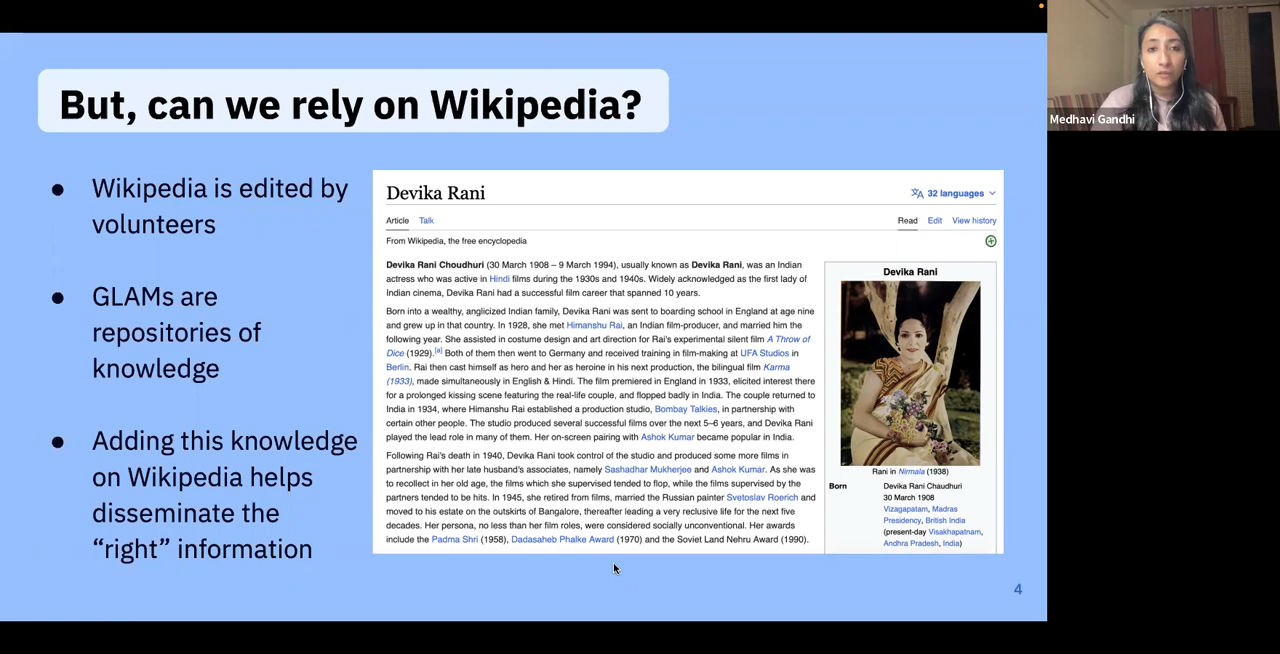 But, can we rely on Wikipedia?
● Wikipedia is edited by
volunteers
● GLAMs are
repositories of
knowledge
● Adding this knowledge
on Wikipedia helps
disseminate the
“right” information
Devika Rani
32 languages
Article Talk
Read Edit View history
From Wikipedia, the free encyclopedia
Devika Rani Choudhuri (30 March 1908 – 9 March 1994), usually known as Devika Rani, was an Indian
actress who was active in Hindi films during the 1930s and 1940s. Widely acknowledged as the first lady of
Indian cinema, Devika Rani had a successful film career that spanned 10 years.
Born into a wealthy, anglicized Indian family, Devika Rani was sent to boarding school in England at age nine
and grew up in that country. In 1928, she met Himanshu Rai, an Indian film-producer, and married him the
following year. She assisted in costume design and art direction for Rai's experimental silent film A Throw of
Dice (1929).[a] Both of them then went to Germany and received training in film-making at UFA Studios in
Berlin. Rai then cast himself as hero and her as heroine in his next production, the bilingual film Karma
(1933), made simultaneously in English & Hindi. The film premiered in England in 1933, elicited interest there
for a prolonged kissing scene featuring the real-life couple, and flopped badly in India. The couple returned to
India in 1934, where Himanshu Rai established a production studio, Bombay Talkies, in partnership with
certain other people. The studio produced several successful films over the next 5–6 years, and Devika Rani
played the lead role in many of them. Her on-screen pairing with Ashok Kumar became popular in India.
Following Rai's death in 1940, Devika Rani took control of the studio and produced some more films in
partnership with her late husband's associates, namely Sashadhar Mukherjee and Ashok Kumar. As she was
to recollect in her old age, the films which she supervised tended to flop, while the films supervised by the
partners tended to be hits. In 1945, she retired from films, married the Russian painter Svetoslav Roerich and
moved to his estate on the outskirts of Bangalore, thereafter leading a very reclusive life for the next five
decades. Her persona, no less than her film roles, were considered socially unconventional. Her awards
include the Padma Shri (1958), Dadasaheb Phalke Award (1970) and the Soviet Land Nehru Award (1990).
Devika Rani
Rani in Nirmala (1938)
Born Devika Rani Chaudhuri
30 March 1908
Vizagapatam, Madras
Presidency, British India
(present-day Visakhapatnam,
Andhra Pradesh, India)
4
Medhavi Gandhi